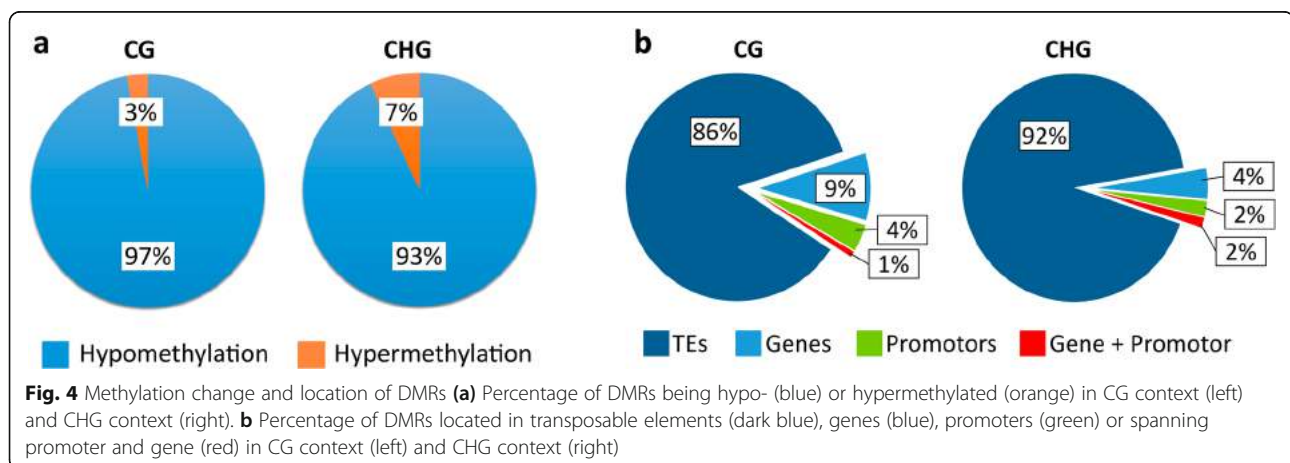 a
CG
CHG
3%
97%
7%
93%
Hypomethylation Hypermethylation
b
CG
CHG
86%
9%
4%
1%
92%
4%
2%
2%
TEs Genes Promotors Gene + Promotor
Fig. 4 Methylation change and location of DMRs (a) Percentage of DMRs being hypo- (blue) or hypermethylated (orange) in CG context (left)
and CHG context (right). b Percentage of DMRs located in transposable elements (dark blue), genes (blue), promoters (green) or spanning
promoter and gene (red) in CG context (left) and CHG context (right)